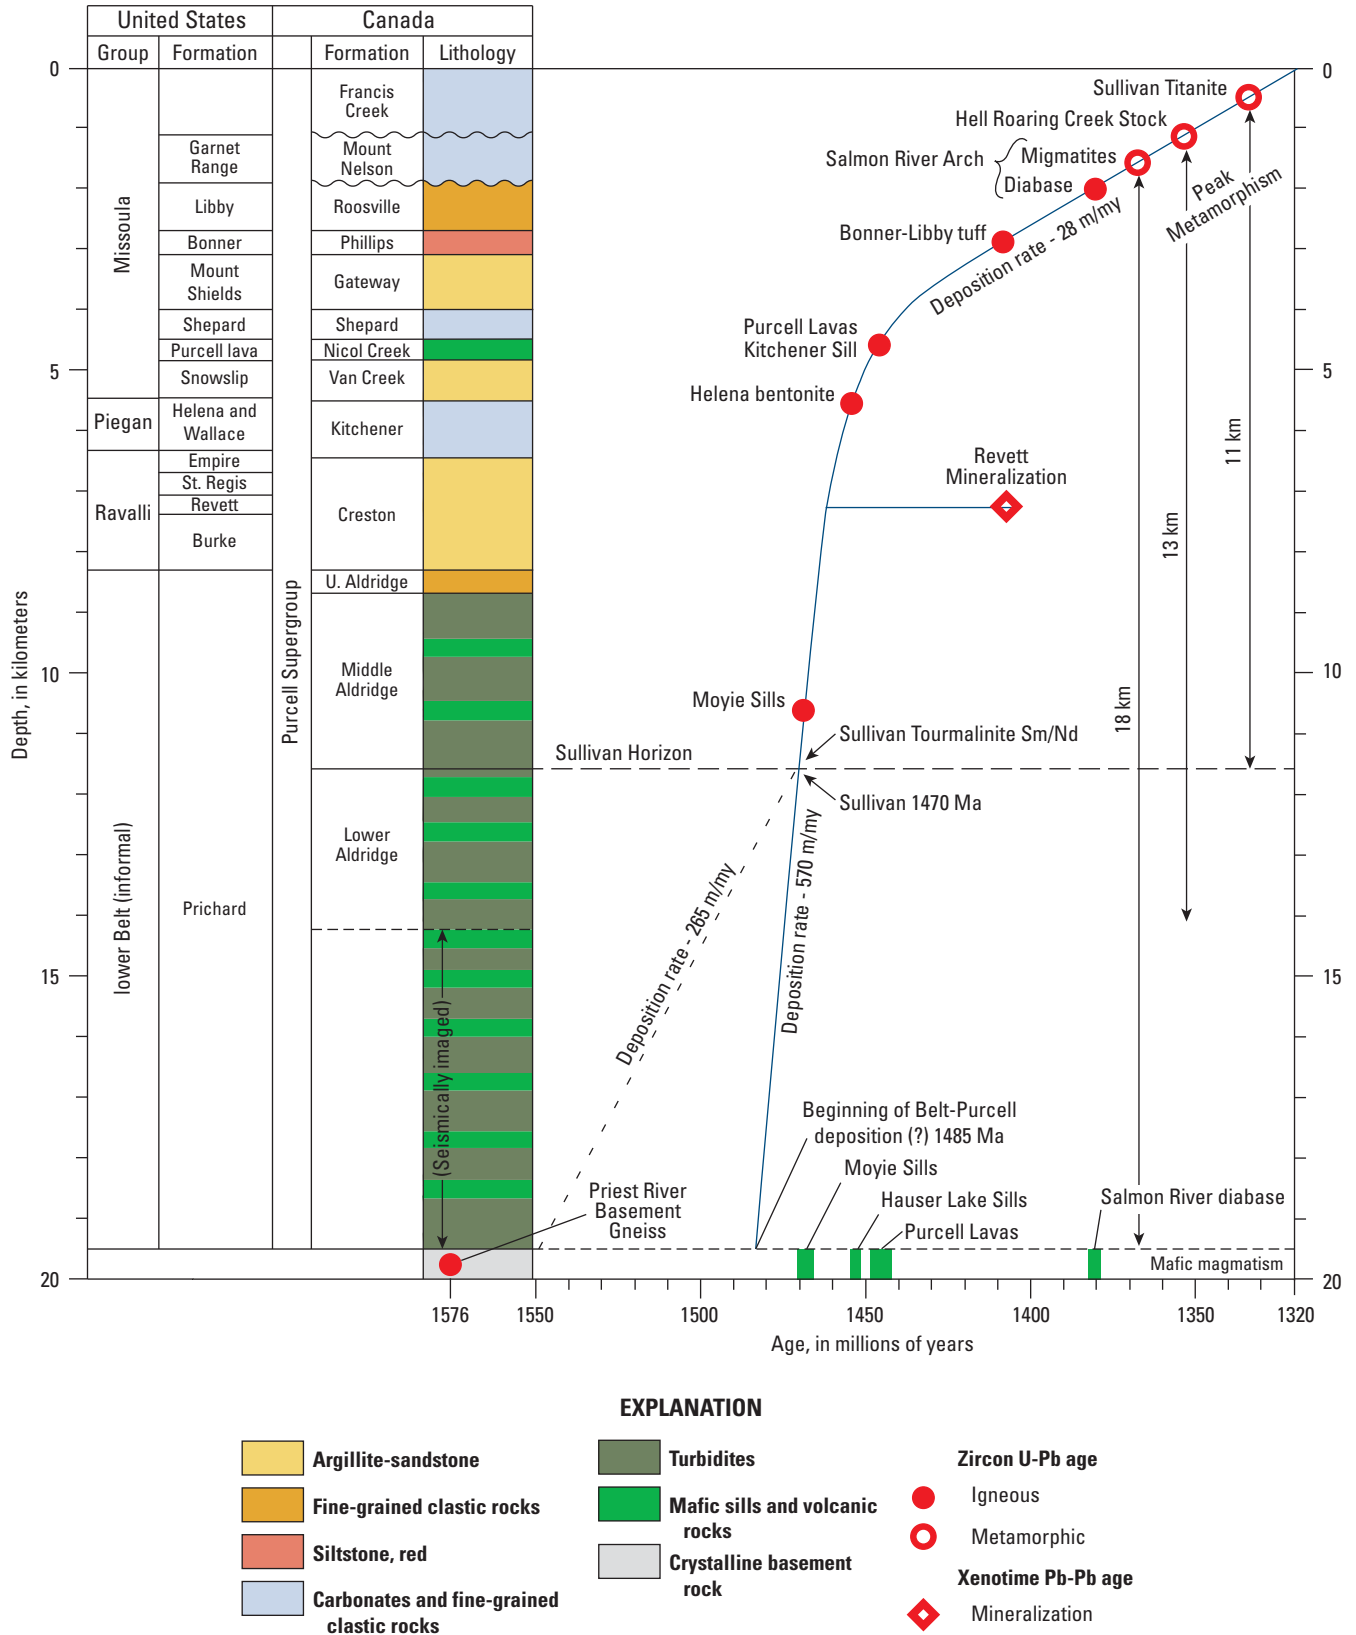 United States
Canada
Group
Formation
Formation
Lithology
0
5
10
15
20
Depth, in kilometers
Missoula
Piegan
Ravalli
lower Belt (informal)
Garnet
Range
Libby
Bonner
Mount
Shields
Shepard
Purcell lava
Snowslip
Helena and
Wallace
Empire
St. Regis
Revett
Burke
Prichard
Purcell Supergroup
Francis
Creek
Mount
Nelson
Roosville
Phillips
Gateway
Shepard
Nicol Creek
Van Creek
Kitchener
Creston
U. Aldridge
Middle
Aldridge
Lower
Aldridge
(Seismically imaged)
Sullivan Titanite
Hell Roaring Creek Stock
Salmon River Arch
Migmatites
Diabase
Peak
Metamorphism
Bonner-Libby tuff
Deposition rate - 28 m/my
Purcell Lavas
Kitchener Sill
Helena bentonite
Revett
Mineralization
11 km
13 km
18 km
Moyie Sills
Sullivan Tourmalinite Sm/Nd
Sullivan Horizon
Sullivan 1470 Ma
Deposition rate - 265 m/my
Deposition rate - 570 m/my
Beginning of Belt-Purcell
deposition (?) 1485 Ma
Moyie Sills
Priest River
Basement
Gneiss
Hauser Lake Sills
Purcell Lavas
Salmon River diabase
Mafic magmatism
0
5
10
15
20
1576
1550
1500
1450
1400
1350
1320
Age, in millions of years
EXPLANATION
Argillite-sandstone
Fine-grained clastic rocks
Siltstone, red
Carbonates and fine-grained
clastic rocks
Turbidites
Mafic sills and volcanic
rocks
Crystalline basement
rock
Zircon U-Pb age
Igneous
Metamorphic
Xenotime Pb-Pb age
Mineralization